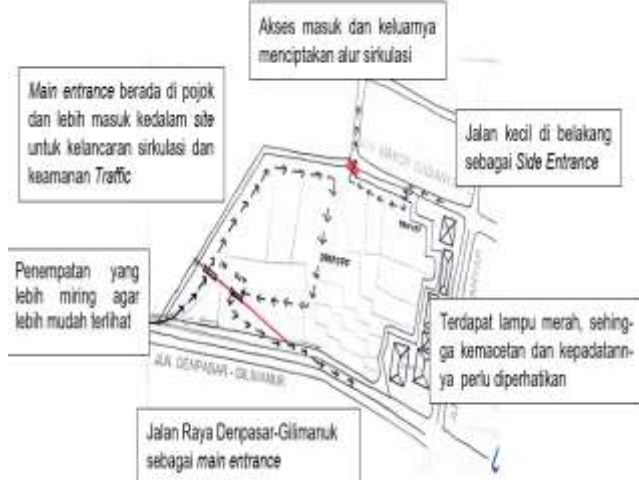 Akses masuk dan keluarnya
menciptakan alur sirkulasi
Main entrance berada di pojok
dan lebih masuk kedalam site
untuk kelancaran sirkulasi dan
keamanan Traffic
Jalan kecil di belakang
sebagai Side Entrance
Penempatan yang
lebih miring agar
lebih mudah terlihat
Terdapat lampu merah, sehing-
ga kemacetan dan kepadatann-
ya perlu diperhatikan
JLN DENPASAR-GILIMANUK
Jalan Raya Denpasar-Gilimanuk
sebagai main entrance